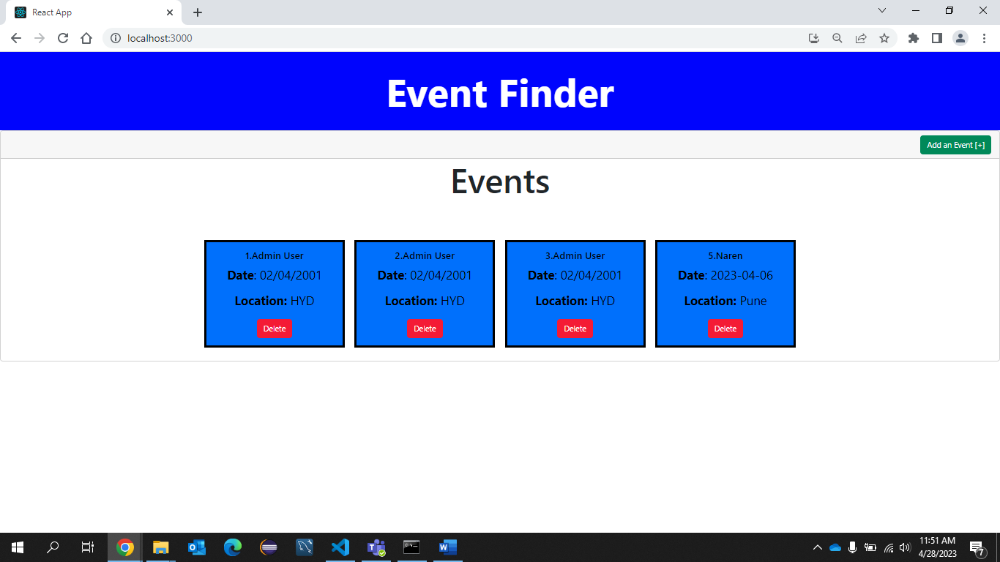 React App
localhost:3000
Event Finder
Add an Event [+]
Events
1.Admin User
Date: 02/04/2001
Location: HYD
Delete
2.Admin User
Date: 02/04/2001
Location: HYD
Delete
3.Admin User
Date: 02/04/2001
Location: HYD
Delete
5.Naren
Date: 2023-04-06
Location: Pune
Delete
11:51 AM
4/28/2023
7